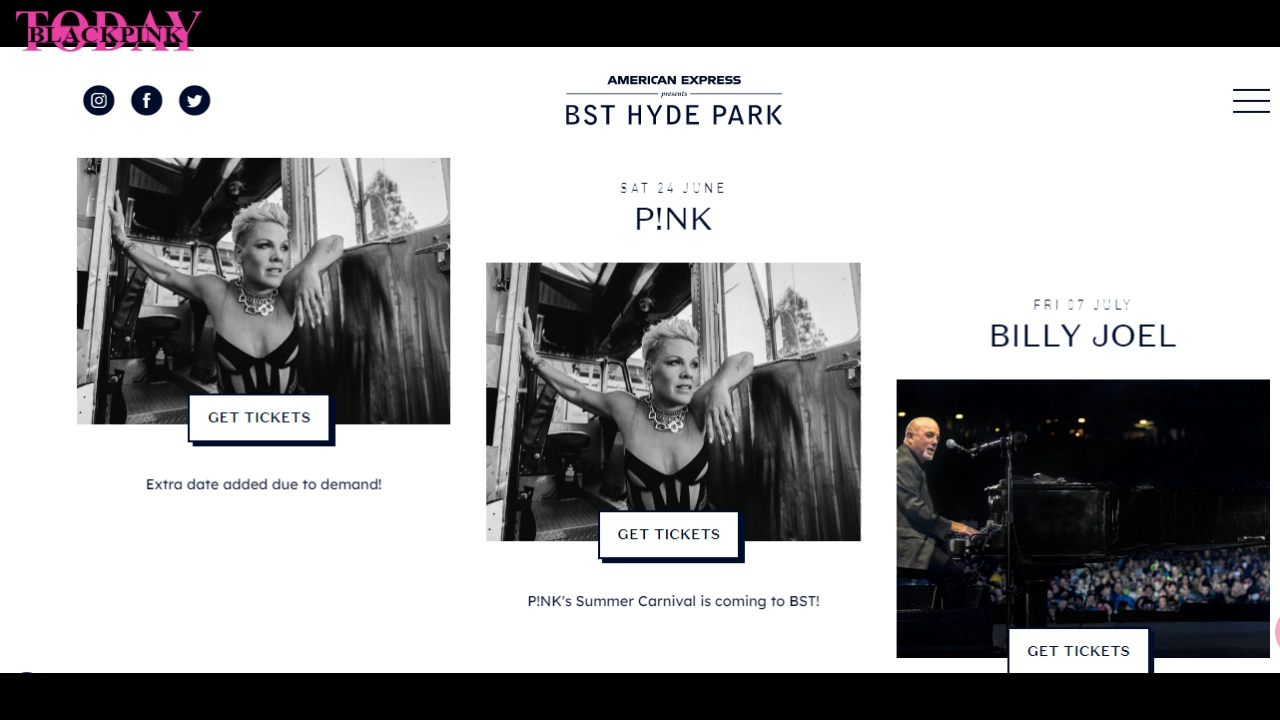 TODAY
BLACKPINK
AMERICAN EXPRESS
presents
BST HYDE PARK
SAT 24 JUNE
P!NK
FRI 07 JULY
BILLY JOEL
GET TICKETS
Extra date added due to demand!
GET TICKETS
P!NK's Summer Carnival is coming to BST!
GET TICKETS